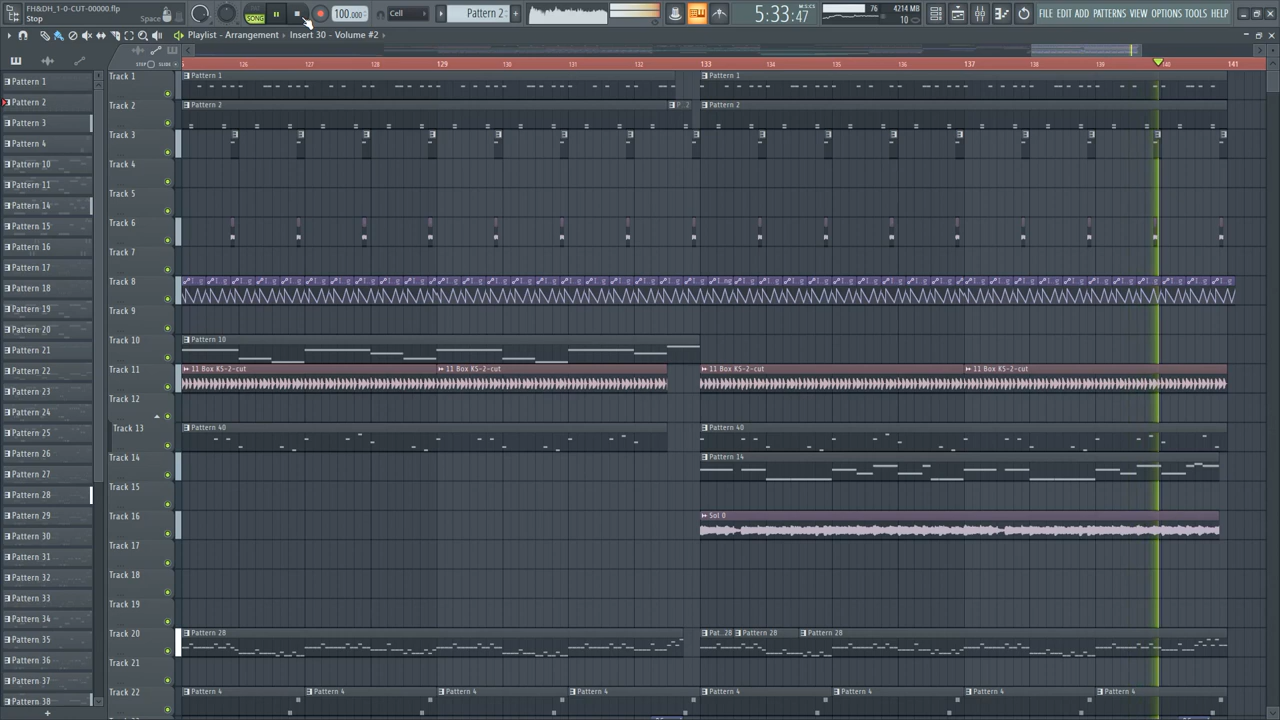 FH&DH_1-0-CUT-00000 flp
Stop
Space
PAT
SONG
100.000
Cell
Pattern 2
5:33:47
76
4214 MB
10
FILE EDIT ADD PATTERNS VIEW OPTIONS TOOLS HELP
Playlist - Arrangement
Insert 30 - Volume #2
STEP
SLIDE
126 127 128 129 130 131 132 133 134 135 136 137 138 139 140 141
Pattern 1
Track 1
Pattern 1
Pattern 1
Pattern 2
Track 2
Pattern 2
P..2
Pattern 2
Pattern 3
Track 3
Pattern 4
Track 4
Pattern 10
Pattern 11
Track 5
Pattern 14
Pattern 15
Track 6
Pattern 16
Track 7
Pattern 17
Pattern 18
Track 8
Pattern 19
Track 9
Pattern 20
Pattern 21
Track 10
Pattern 10
Pattern 22
Track 11
11 Box KS-2-cut
11 Box KS-2-cut
11 Box KS-2-cut
11 Box KS-2-cut
Pattern 23
Track 12
Pattern 24
Pattern 25
Track 13
Pattern 40
Pattern 40
Pattern 26
Track 14
Pattern 14
Pattern 27
Pattern 28
Track 15
Pattern 29
Track 16
Sol 0
Pattern 30
Track 17
Pattern 31
Pattern 32
Track 18
Pattern 33
Track 19
Pattern 34
Pattern 35
Track 20
Pattern 28
Pat..28
Pattern 28
Pattern 28
Pattern 36
Track 21
Pattern 37
Pattern 38
Track 22
Pattern 4
Pattern 4
Pattern 4
Pattern 4
Pattern 4
Pattern 4
Pattern 4
Pattern 4